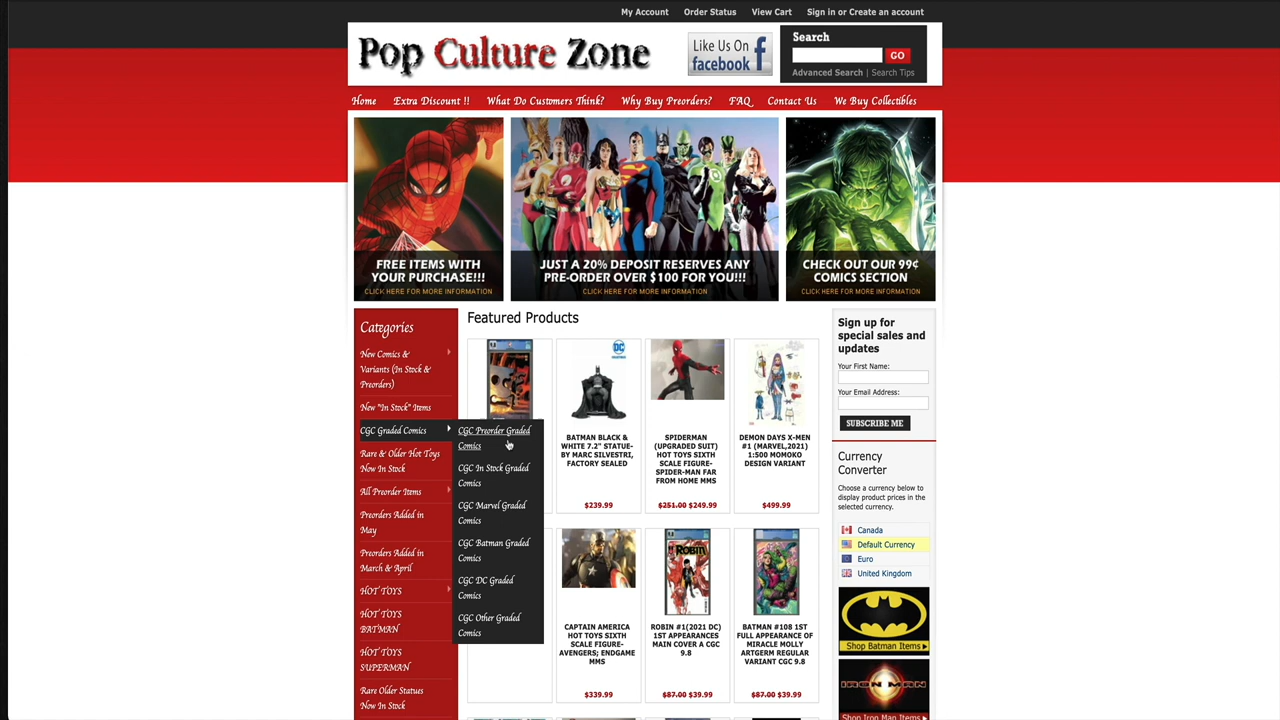 My Account Order Status View Cart Sign in or Create an account
Pop Culture Zone
Like Us On
facebook
Search
GO
Advanced Search | Search Tips
Home Extra Discount !! What Do Customers Think? Why Buy Preorders? FAQ Contact Us We Buy Collectibles
FREE ITEMS WITH
YOUR PURCHASE!!!
CLICK HERE FOR MORE INFORMATION
JUST A 20% DEPOSIT RESERVES ANY
PRE-ORDER OVER $100 FOR YOU!!!
CLICK HERE FOR MORE INFORMATION
CHECK OUT OUR 99¢
COMICS SECTION
CLICK HERE FOR MORE INFORMATION
Categories
New Comics &
Variants (In Stock &
Preorders)
New "In Stock" Items
CGC Graded Comics
Rare & Older Hot Toys
Now In Stock
All Preorder Items
Preorders Added in
May
Preorders Added in
March & April
HOT TOYS
HOT TOYS
BATMAN
HOT TOYS
SUPERMAN
Rare Older Statues
Now In Stock
CGC Preorder Graded
Comics
CGC In Stock Graded
Comics
CGC Marvel Graded
Comics
CGC Batman Graded
Comics
CGC DC Graded
Comics
CGC Other Graded
Comics
Featured Products
BATMAN BLACK &
WHITE 7.2" STATUE-
BY MARC SILVESTRI,
FACTORY SEALED
$239.99
SPIDERMAN
(UPGRADED SUIT)
HOT TOYS SIXTH
SCALE FIGURE-
SPIDER-MAN FAR
FROM HOME MMS
$251.00 $249.99
DEMON DAYS X-MEN
#1 (MARVEL,2021)
1:500 MOMOKO
DESIGN VARIANT
$499.99
CAPTAIN AMERICA
HOT TOYS SIXTH
SCALE FIGURE-
AVENGERS; ENDGAME
MMS
$339.99
ROBIN
ROBIN #1(2021 DC)
1ST APPEARANCES
MAIN COVER A CGC
9.8
$87.00 $39.99
BATMAN #108 1ST
FULL APPEARANCE OF
MIRACLE MOLLY
ARTGERM REGULAR
VARIANT CGC 9.8
$87.00 $39.99
Sign up for
special sales and
updates
Your First Name:
Your Email Address:
SUBSCRIBE ME
Currency
Converter
Choose a currency below to
display product prices in the
selected currency.
Canada
Default Currency
Euro
United Kingdom
Shop Batman Items
IRON MAN
Shop Iron Man Items